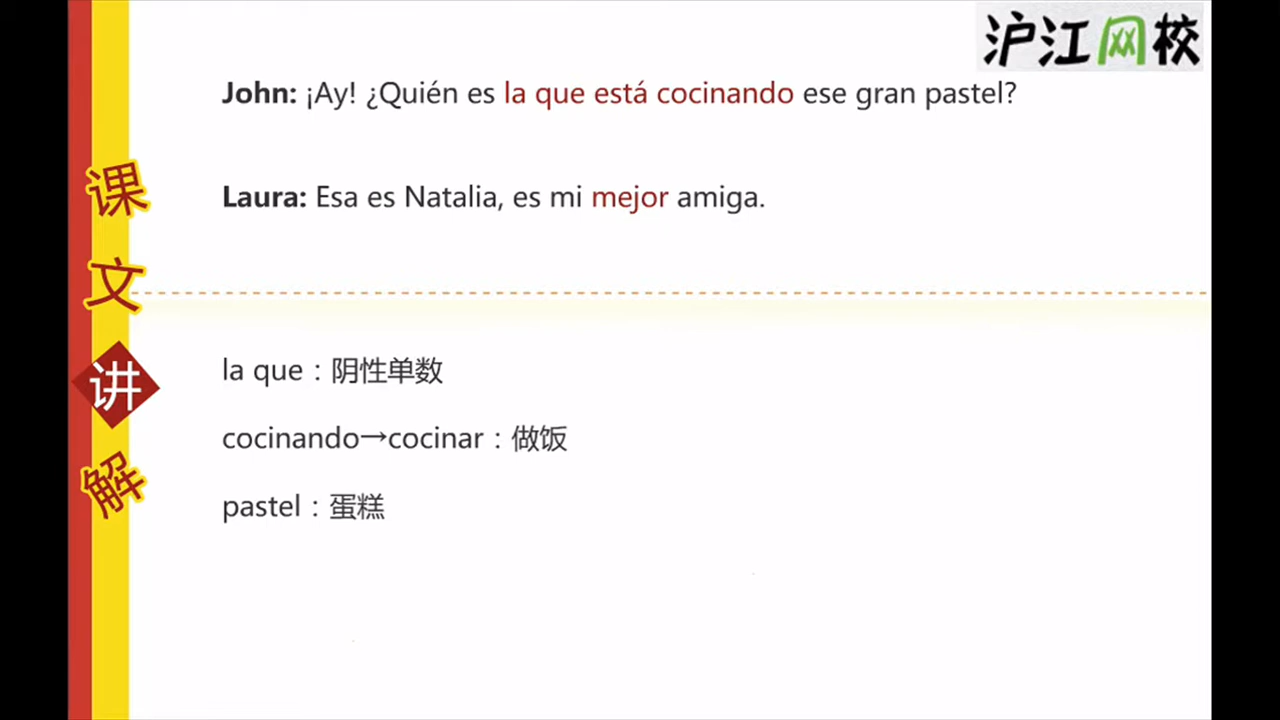 沪江网校
John: ¡Ay! ¿Quién es la que está cocinando ese gran pastel?
Laura: Esa es Natalia, es mi mejor amiga.
课文讲解
la que：阴性单数
cocinando→cocinar：做饭
pastel：蛋糕